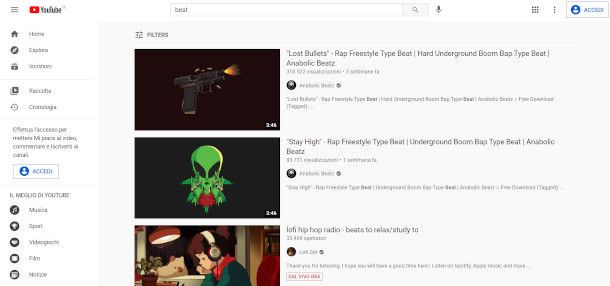 YouTube IT
beat
ACCEDI
Home
Esplora
Iscrizioni
Raccolta
Cronologia
Effettua l'accesso per
mettere Mi piace ai video,
commentare e iscriverti ai
canali.
ACCEDI
IL MEGLIO DI YOUTUBE
Musica
Sport
Videogiochi
Film
Notizie
FILTERS
3:46
"Lost Bullets" - Rap Freestyle Type Beat | Hard Underground Boom Bap Type Beat |
Anabolic Beatz
310.522 visualizzazioni • 3 settimane fa
Anabolic Beatz
"Lost Bullets" - Rap Freestyle Type Beat | Hard Underground Boom Bap Type Beat | Anabolic Beatz ○ Free Download
(Tagged): ...
3:46
"Stay High" - Rap Freestyle Type Beat | Underground Boom Bap Type Beat | Anabolic
Beatz
93.751 visualizzazioni • 1 settimana fa
Anabolic Beatz
"Stay High" - Rap Freestyle Type Beat | Underground Boom Bap Type Beat | Anabolic Beatz ○ Free Download (Tagged): ...
lofi hip hop radio - beats to relax/study to
33.404 spettatori
Lofi Girl
Thank you for listening, I hope you will have a good time here | Listen on Spotify, Apple music and more ...
DAL VIVO ORA